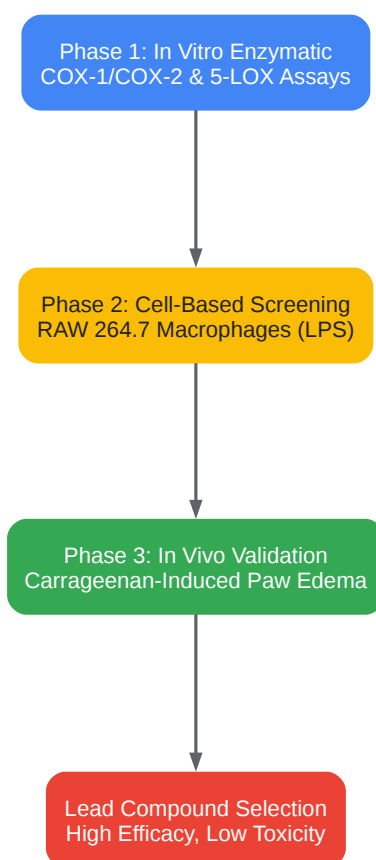 Phase 1: In Vitro Enzymatic
COX-1/COX-2 & 5-LOX Assays
Phase 2: Cell-Based Screening
RAW 264.7 Macrophages (LPS)
Phase 3: In Vivo Validation
Carrageenan-Induced Paw Edema
Lead Compound Selection
High Efficacy, Low Toxicity